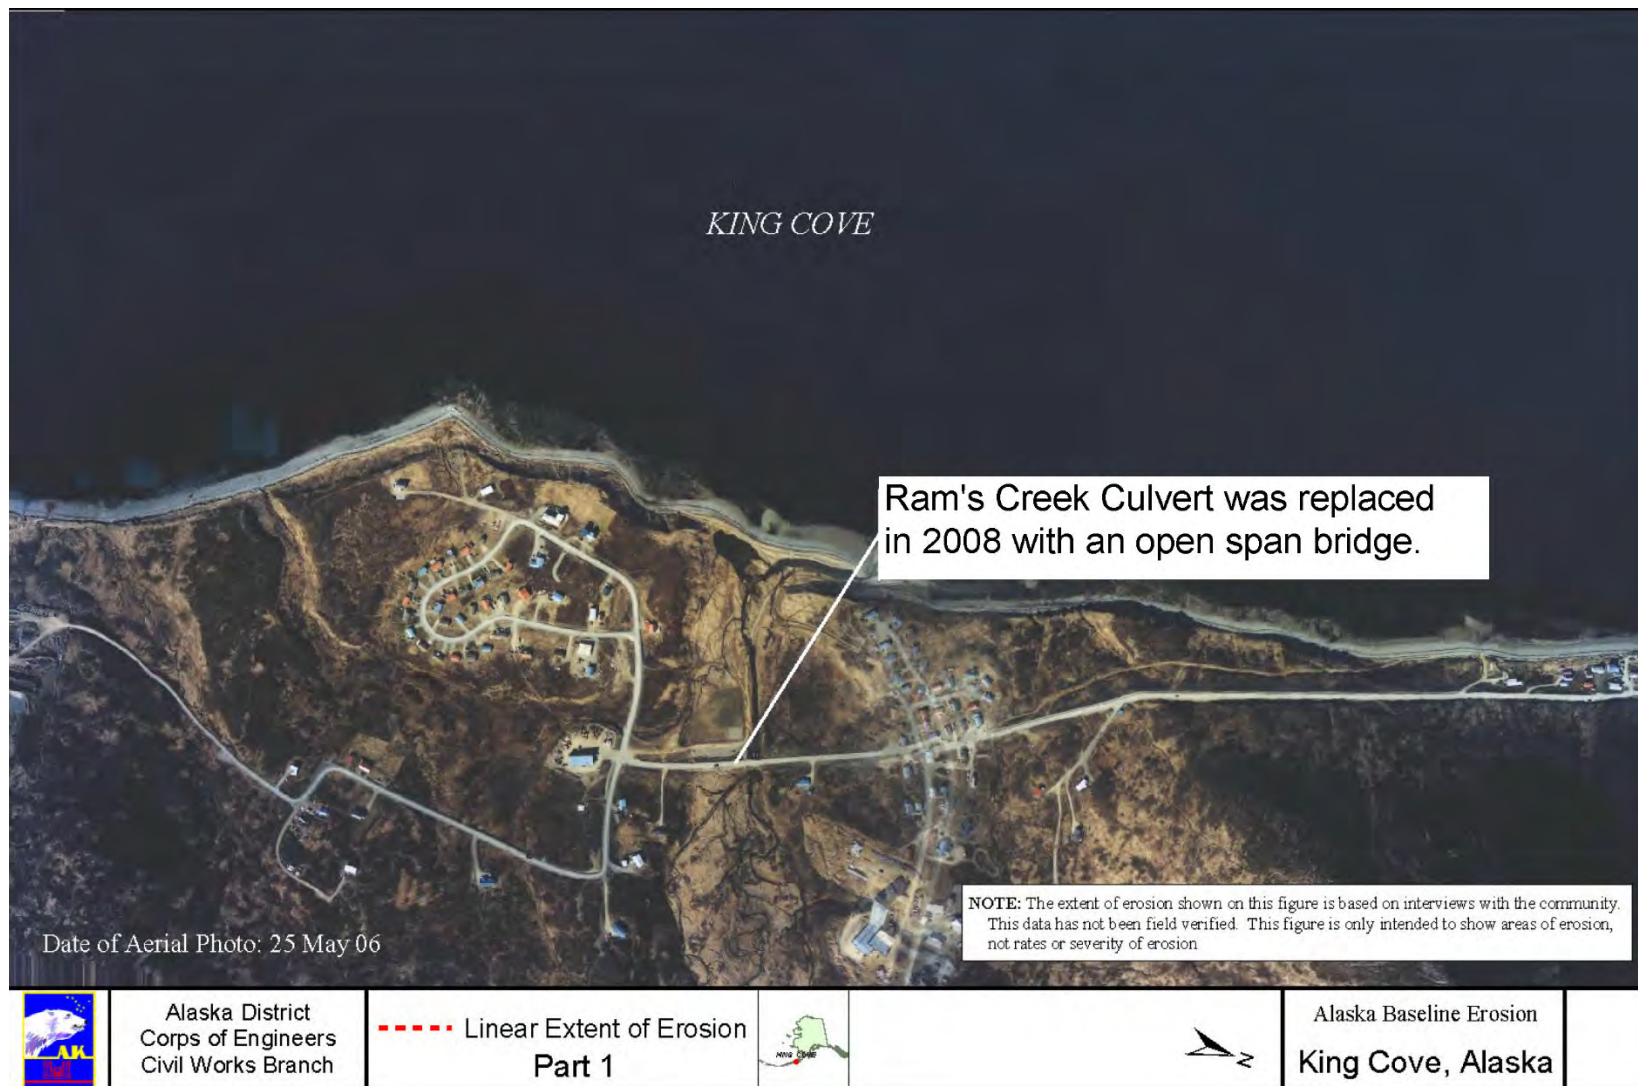 KING COVE
Ram's Creek Culvert was replaced
in 2008 with an open span bridge.
NOTE: The extent of erosion shown on this figure is based on interviews with the community.
This data has not been field verified. This figure is only intended to show areas of erosion,
not rates or severity of erosion
Date of Aerial Photo: 25 May 06
AK
Alaska District
Corps of Engineers
Civil Works Branch
Linear Extent of Erosion
Part 1
KING COVE
N
Alaska Baseline Erosion
King Cove, Alaska